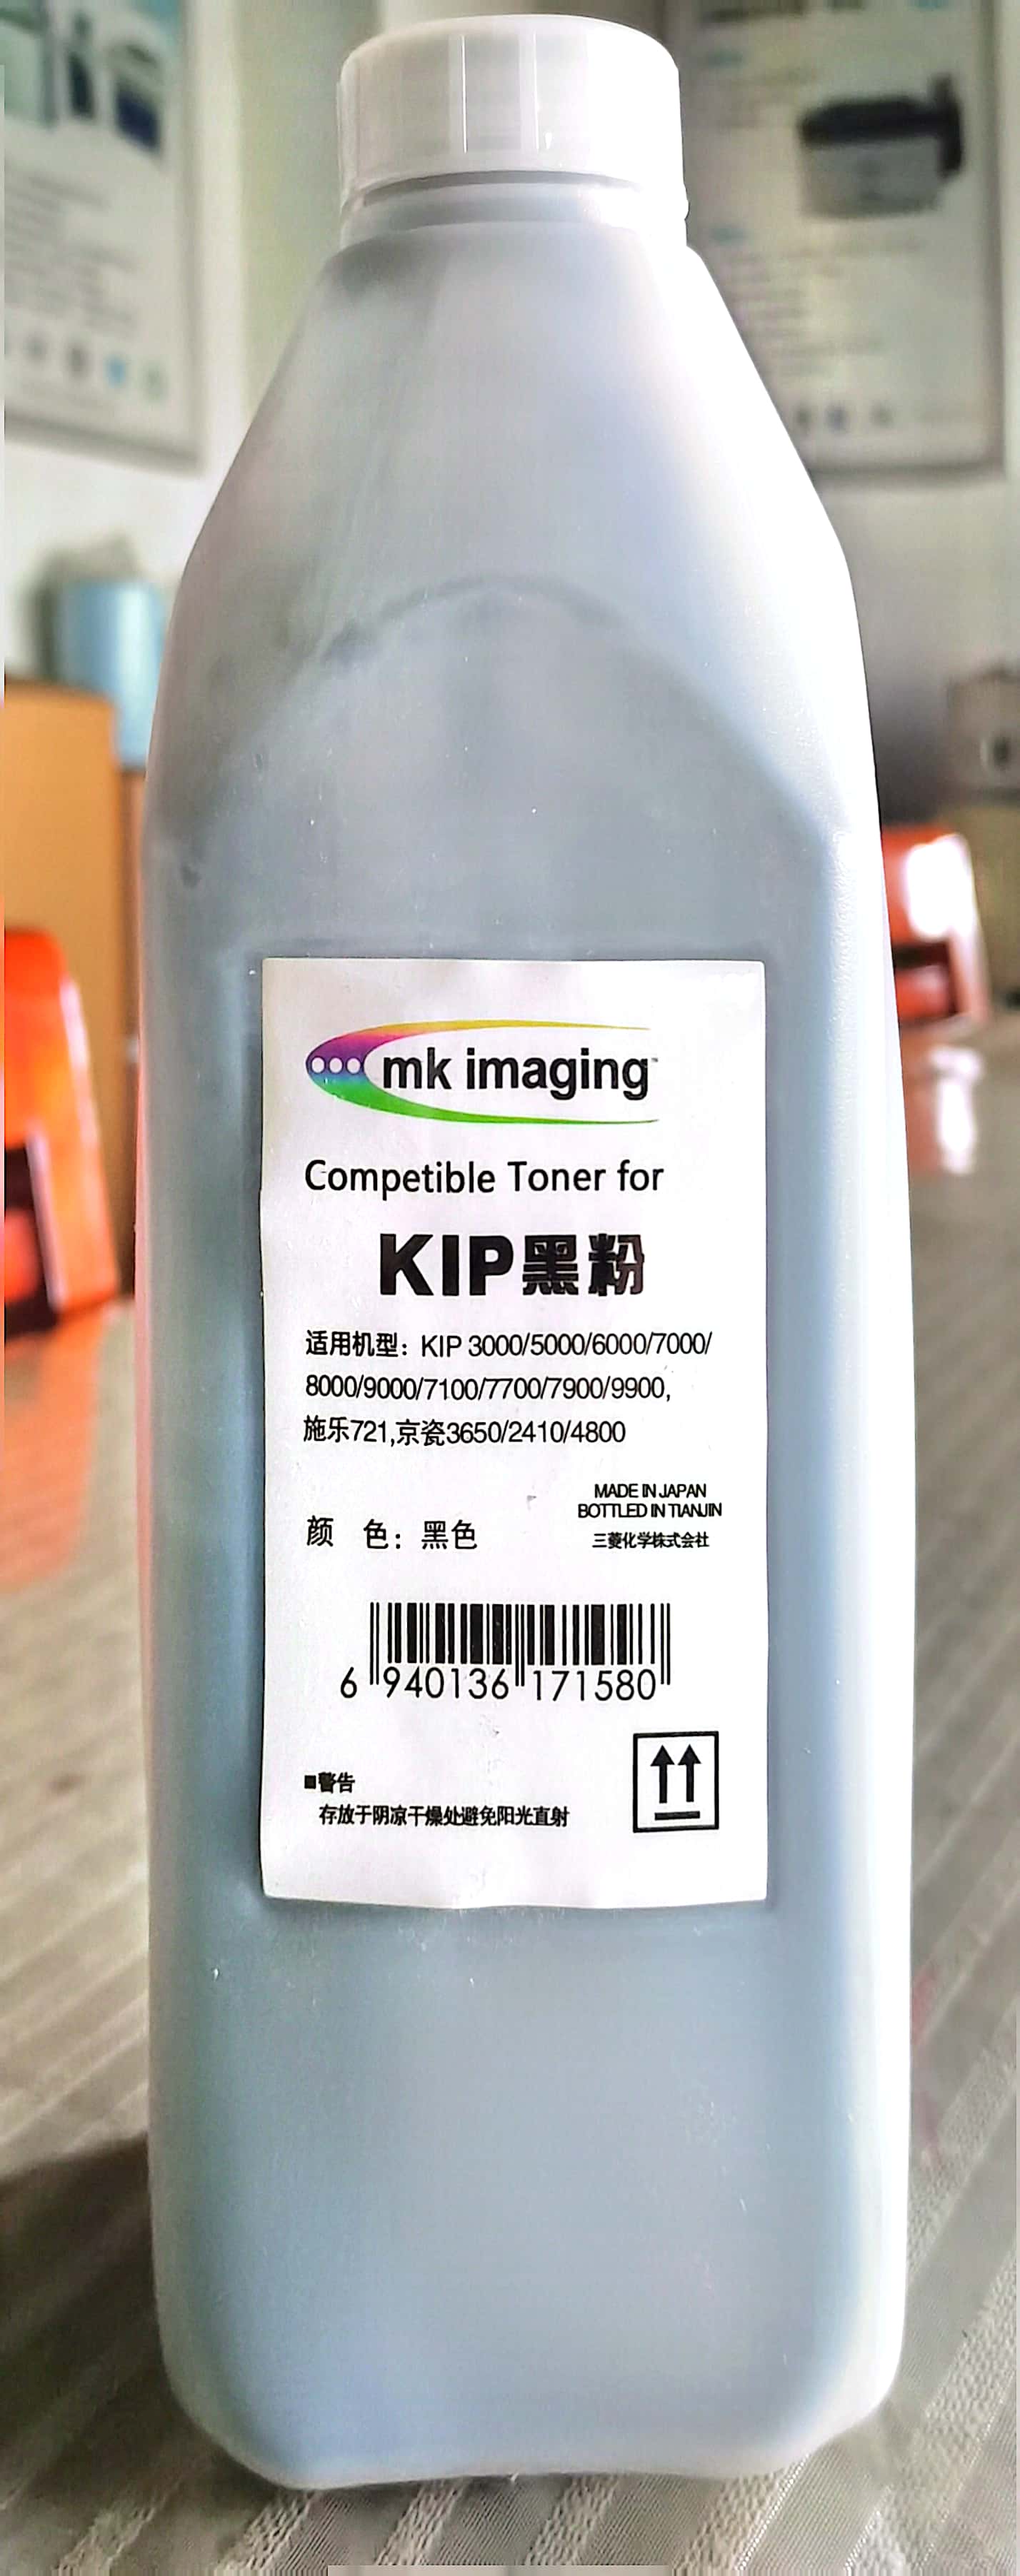 mk imaging™
Competible Toner for
KIP黑粉
适用机型：KIP 3000/5000/6000/7000/
8000/9000/7100/7700/7900/9900,
施乐721,京瓷3650/2410/4800
MADE IN JAPAN
BOTTLED IN TIANJIN
三菱化学株式会社
颜 色：黑色
6 940136 171580
■警告
存放于阴凉干燥处避免阳光直射